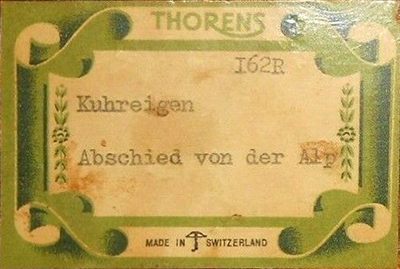 THORENS
I62R
Kuhreigen
Abschied von der Alp
MADE IN SWITZERLAND